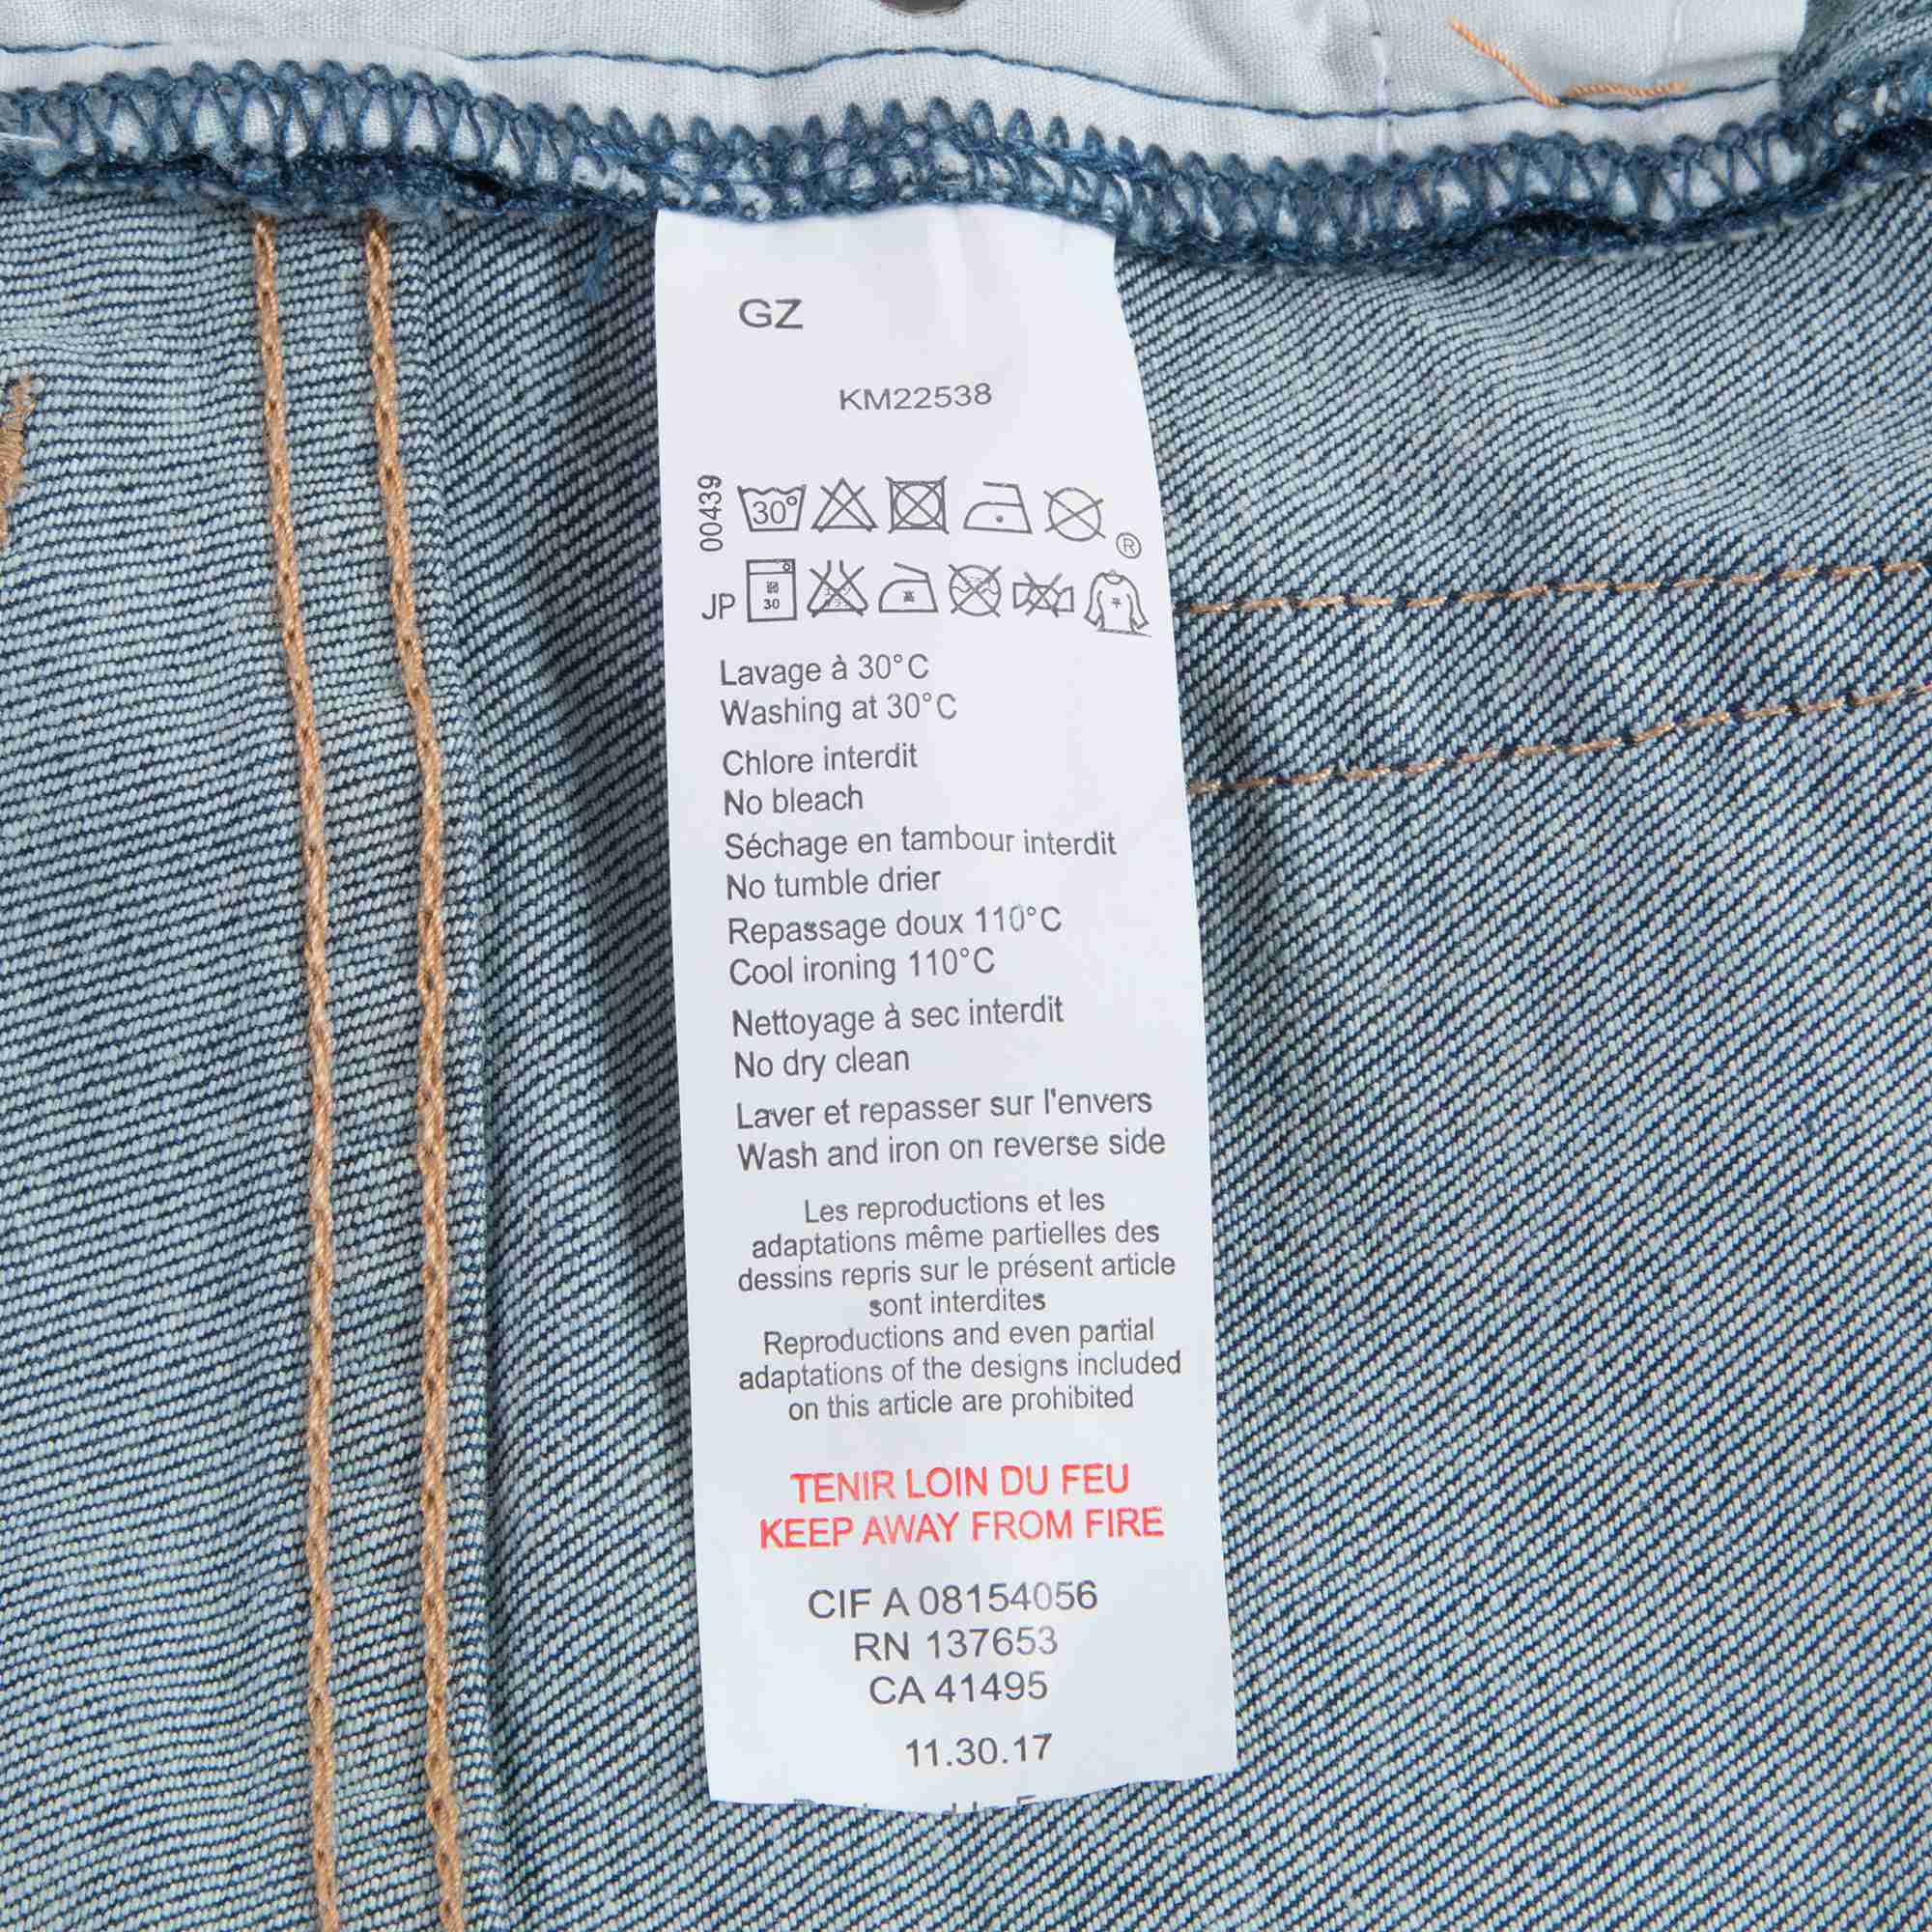 GZ
KM22538
00439
30°
®
JP
30
Lavage à 30°C
Washing at 30°C
Chlore interdit
No bleach
Séchage en tambour interdit
No tumble drier
Repassage doux 110°C
Cool ironing 110°C
Nettoyage à sec interdit
No dry clean
Laver et repasser sur l'envers
Wash and iron on reverse side
Les reproductions et les
adaptations même partielles des
dessins repris sur le présent article
sont interdites
Reproductions and even partial
adaptations of the designs included
on this article are prohibited
TENIR LOIN DU FEU
KEEP AWAY FROM FIRE
CIF A 08154056
RN 137653
CA 41495
11.30.17